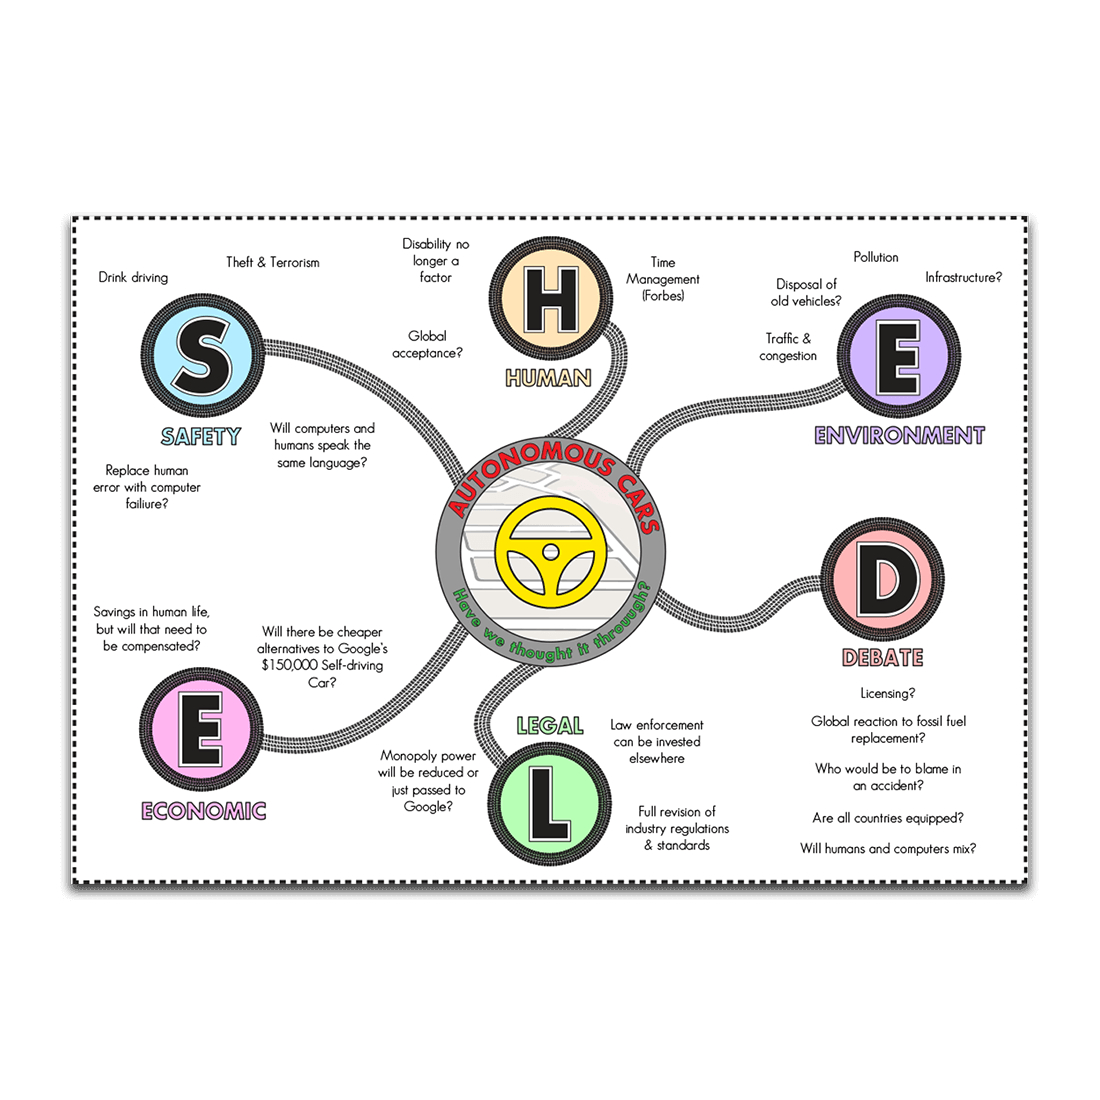 Drink driving
Theft & Terrorism
S
SAFETY
Will computers and
humans speak the
same language?
Replace human
error with computer
failiure?
Disability no
longer a
factor
Global
acceptance?
H
HUMAN
Time
Management
(Forbes)
Pollution
Infrastructure?
Disposal of
old vehicles?
Traffic &
congestion
E
ENVIRONMENT
AUTONOMOUS CARS
Have we thought it throuugh?
D
DEBATE
Licensing?
Global reaction to fossil fuel
replacement?
Who would be to blame in
an accident?
Are all countries equipped?
Will humans and computers mix?
Savings in human life,
but will that need to
be compensated?
Will there be cheaper
alternatives to Google's
$150,000 Self-driving
Car?
E
ECONOMIC
Monopoly power
will be reduced or
just passed to
Google?
LEGAL
L
Law enforcement
can be invested
elsewhere
Full revision of
industry regulations
& standards